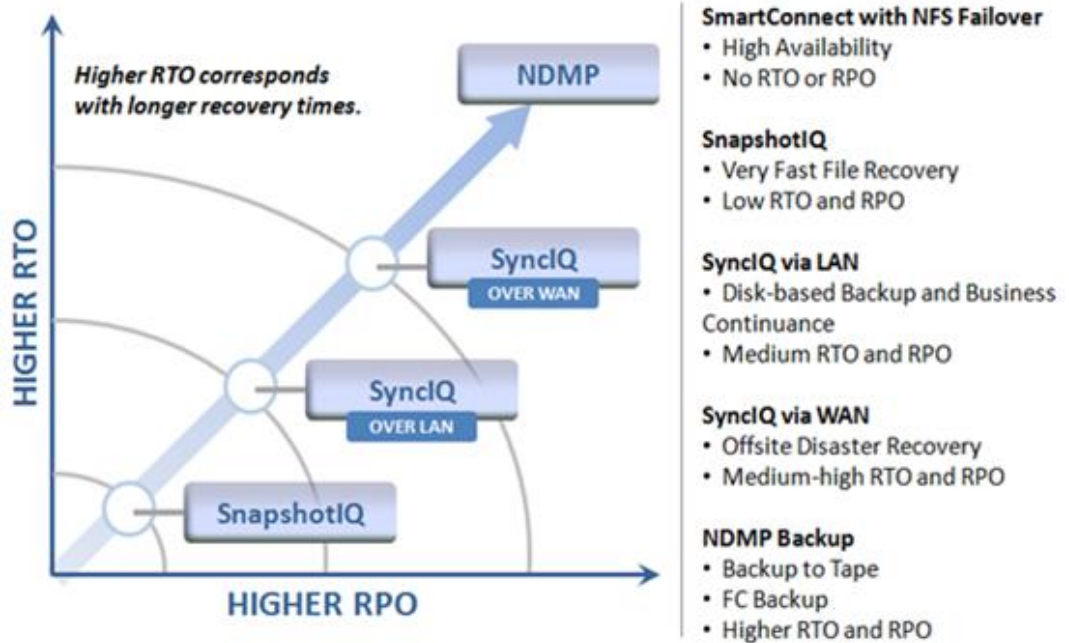 Higher RTO corresponds
with longer recovery times.
NDMP
SyncIQ
OVER WAN
SyncIQ
OVER LAN
SnapshotIQ
HIGHER RTO
HIGHER RPO
SmartConnect with NFS Failover
• High Availability
• No RTO or RPO
SnapshotIQ
• Very Fast File Recovery
• Low RTO and RPO
SyncIQ via LAN
• Disk-based Backup and Business
Continuance
• Medium RTO and RPO
SyncIQ via WAN
• Offsite Disaster Recovery
• Medium-high RTO and RPO
NDMP Backup
• Backup to Tape
• FC Backup
• Higher RTO and RPO